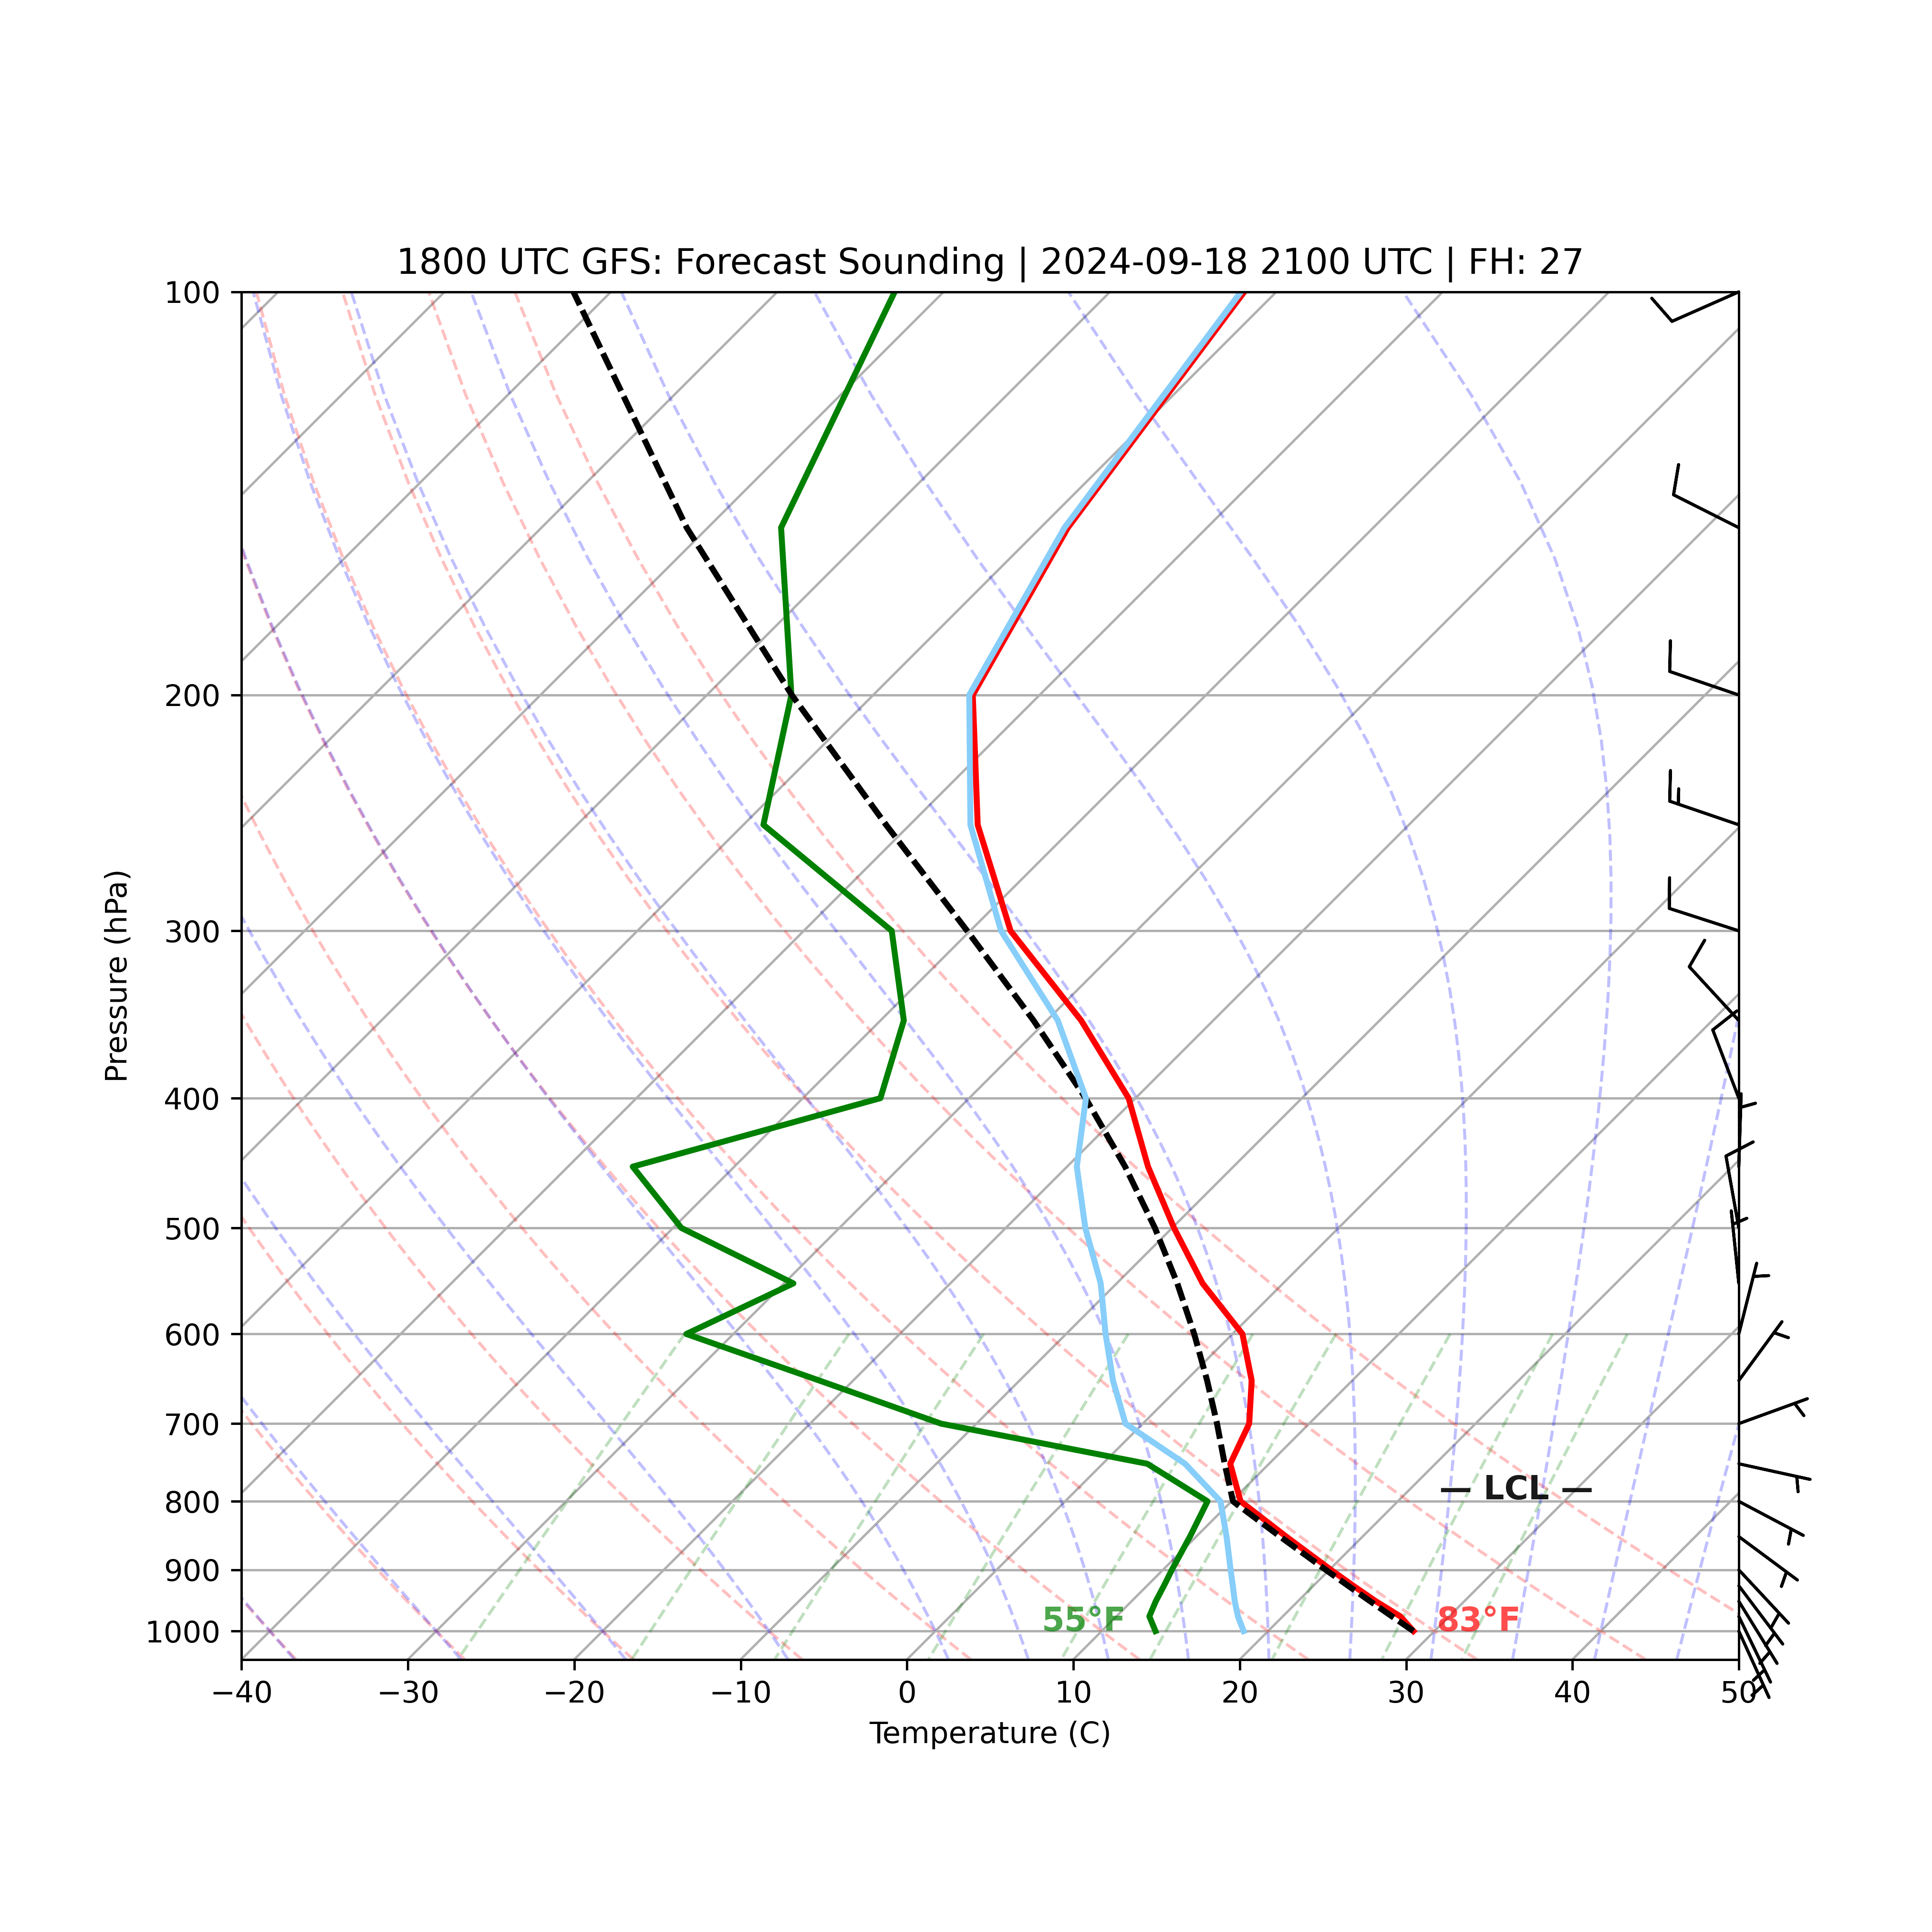 1800 UTC GFS: Forecast Sounding | 2024-09-18 2100 UTC | FH: 27
100
200
300
400
500
600
700
800
900
1000
Pressure (hPa)
— LCL —
55°F
83°F
−40 −30 −20 −10 0 10 20 30 40 50
Temperature (C)